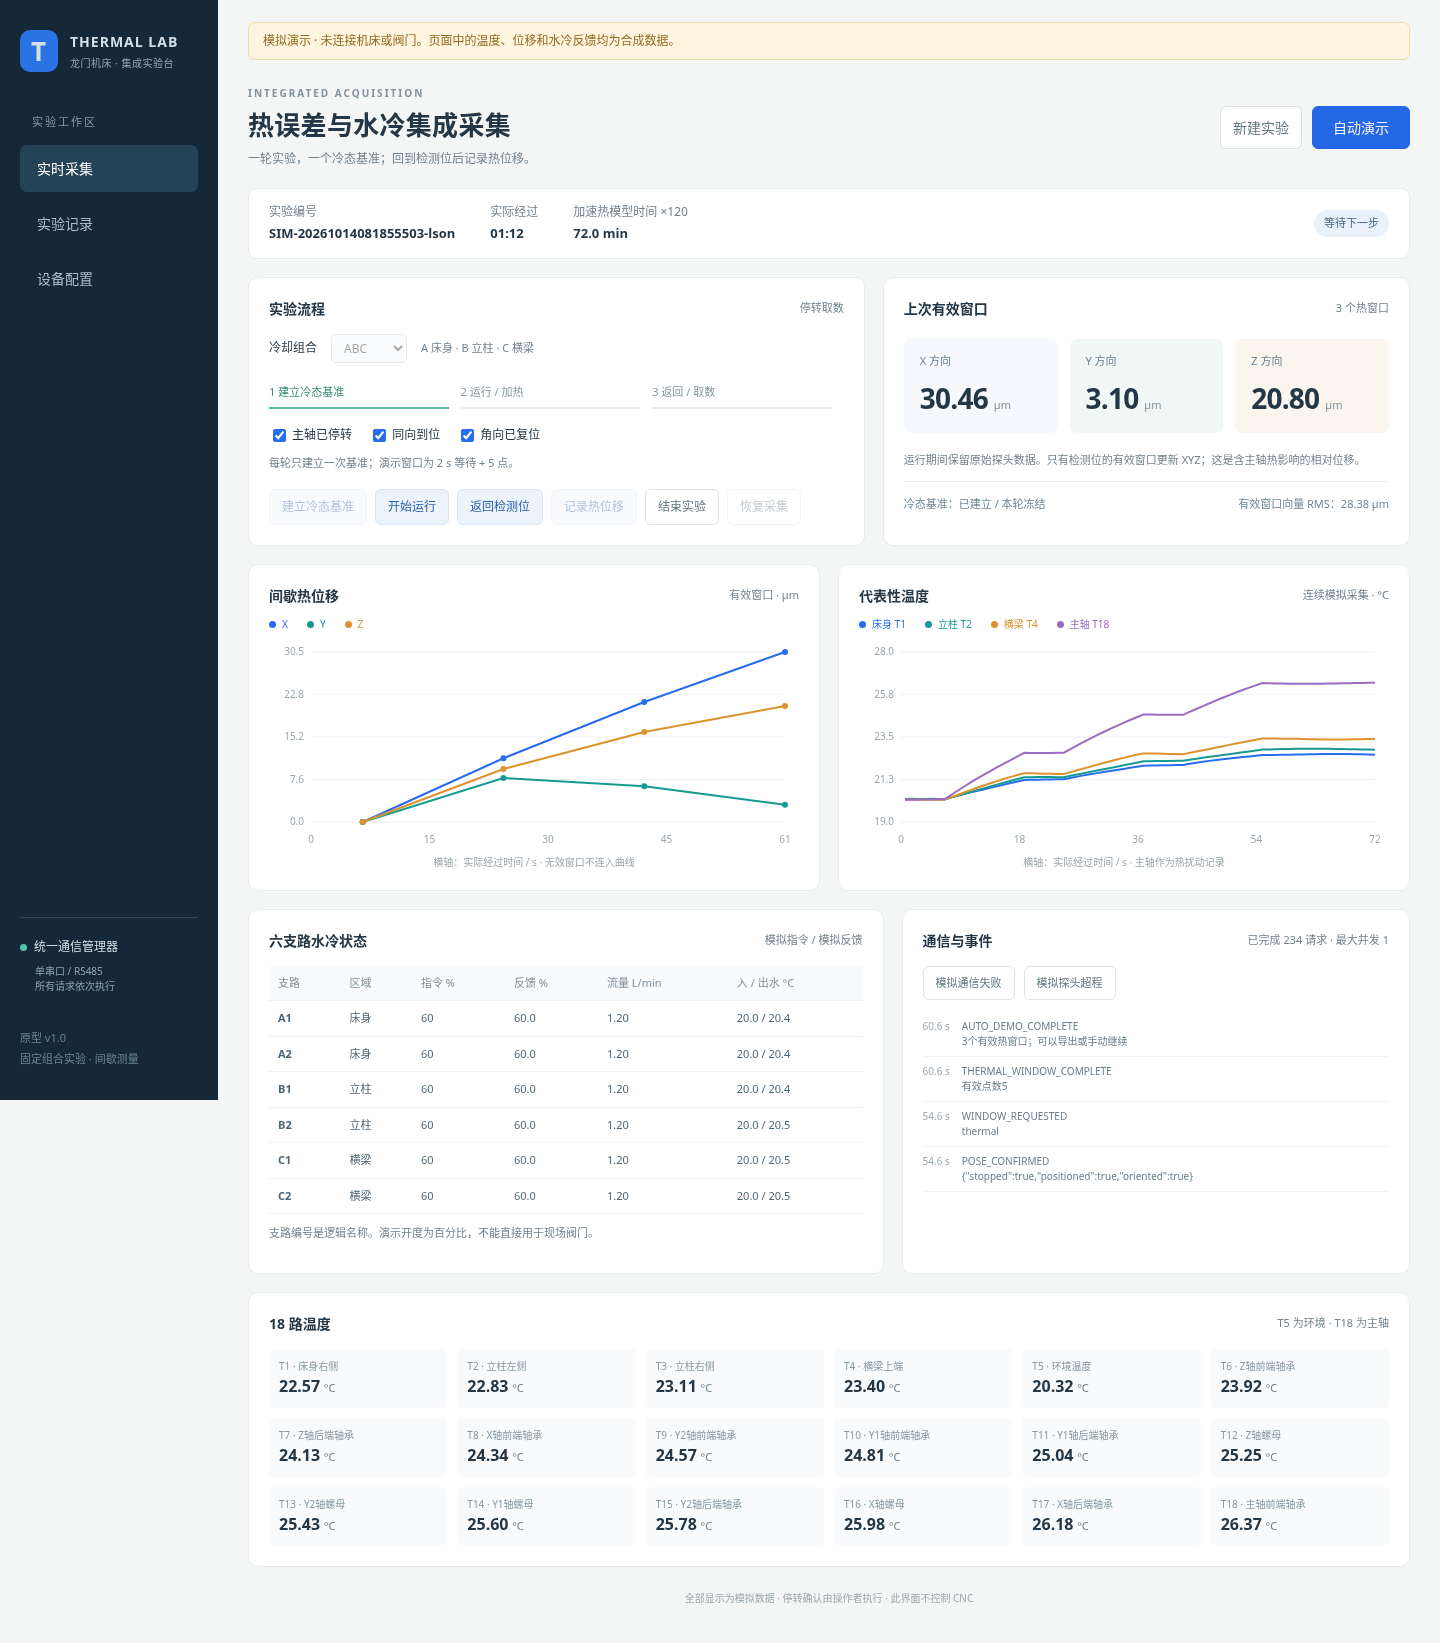 T
THERMAL LAB
龙门机床 · 集成实验台
实验工作区
实时采集
实验记录
设备配置
统一通信管理器
单串口 / RS485
所有请求依次执行
原型 v1.0
固定组合实验 · 间歇测量
模拟演示 · 未连接机床或阀门。页面中的温度、位移和水冷反馈均为合成数据。
INTEGRATED ACQUISITION
热误差与水冷集成采集
一轮实验，一个冷态基准；回到检测位后记录热位移。
新建实验
自动演示
实验编号 实际经过 加速热模型时间 ×120
SIM-20261014081855503-lson 01:12 72.0 min
等待下一步
实验流程 停转取数
冷却组合 ABC A 床身 · B 立柱 · C 横梁
1 建立冷态基准 2 运行 / 加热 3 返回 / 取数
主轴已停转 同向到位 角向已复位
每轮只建立一次基准；演示窗口为 2 s 等待 + 5 点。
建立冷态基准 开始运行 返回检测位 记录热位移 结束实验 恢复采集
上次有效窗口 3 个热窗口
X 方向 Y 方向 Z 方向
30.46 μm 3.10 μm 20.80 μm
运行期间保留原始探头数据。只有检测位的有效窗口更新 XYZ；这是含主轴热影响的相对位移。
冷态基准：已建立 / 本轮冻结 有效窗口向量 RMS：28.38 μm
间歇热位移 有效窗口 · μm
X Y Z
30.5
22.8
15.2
7.6
0.0
0 15 30 45 61
横轴：实际经过时间 / s · 无效窗口不连入曲线
代表性温度 连续模拟采集 · °C
床身 T1 立柱 T2 横梁 T4 主轴 T18
28.0
25.8
23.5
21.3
19.0
0 18 36 54 72
横轴：实际经过时间 / s · 主轴作为热扰动记录
六支路水冷状态 模拟指令 / 模拟反馈
支路 区域 指令 % 反馈 % 流量 L/min 入 / 出水 °C
A1 床身 60 60.0 1.20 20.0 / 20.4
A2 床身 60 60.0 1.20 20.0 / 20.4
B1 立柱 60 60.0 1.20 20.0 / 20.4
B2 立柱 60 60.0 1.20 20.0 / 20.5
C1 横梁 60 60.0 1.20 20.0 / 20.5
C2 横梁 60 60.0 1.20 20.0 / 20.5
支路编号是逻辑名称。演示开度为百分比，不能直接用于现场阀门。
通信与事件 已完成 234 请求 · 最大并发 1
模拟通信失败 模拟探头超程
60.6 s AUTO_DEMO_COMPLETE
3个有效热窗口；可以导出或手动继续
60.6 s THERMAL_WINDOW_COMPLETE
有效点数5
54.6 s WINDOW_REQUESTED
thermal
54.6 s POSE_CONFIRMED
{"stopped":true,"positioned":true,"oriented":true}
18 路温度 T5 为环境 · T18 为主轴
T1 · 床身右侧 T2 · 立柱左侧 T3 · 立柱右侧 T4 · 横梁上端 T5 · 环境温度 T6 · Z轴前端轴承
22.57 °C 22.83 °C 23.11 °C 23.40 °C 20.32 °C 23.92 °C
T7 · Z轴后端轴承 T8 · X轴前端轴承 T9 · Y2轴前端轴承 T10 · Y1轴前端轴承 T11 · Y1轴后端轴承 T12 · Z轴螺母
24.13 °C 24.34 °C 24.57 °C 24.81 °C 25.04 °C 25.25 °C
T13 · Y2轴螺母 T14 · Y1轴螺母 T15 · Y2轴后端轴承 T16 · X轴螺母 T17 · X轴后端轴承 T18 · 主轴前端轴承
25.43 °C 25.60 °C 25.78 °C 25.98 °C 26.18 °C 26.37 °C
全部显示为模拟数据 · 停转确认由操作者执行 · 此界面不控制 CNC